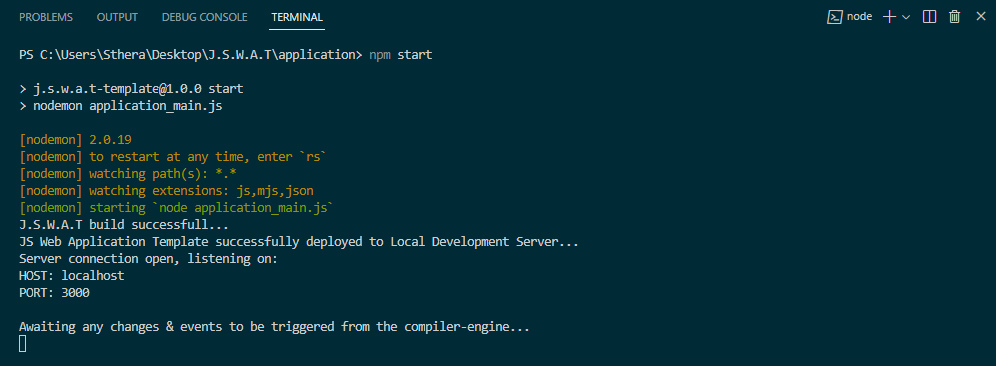 PROBLEMS OUTPUT DEBUG CONSOLE TERMINAL node
PS C:\Users\Sthera\Desktop\J.S.W.A.T\application> npm start
> j.s.w.a.t-template@1.0.0 start
> nodemon application_main.js
[nodemon] 2.0.19
[nodemon] to restart at any time, enter `rs`
[nodemon] watching path(s): *.*
[nodemon] watching extensions: js,mjs,json
[nodemon] starting `node application_main.js`
J.S.W.A.T build successfull...
JS Web Application Template successfully deployed to Local Development Server...
Server connection open, listening on:
HOST: localhost
PORT: 3000
Awaiting any changes & events to be triggered from the compiler-engine...